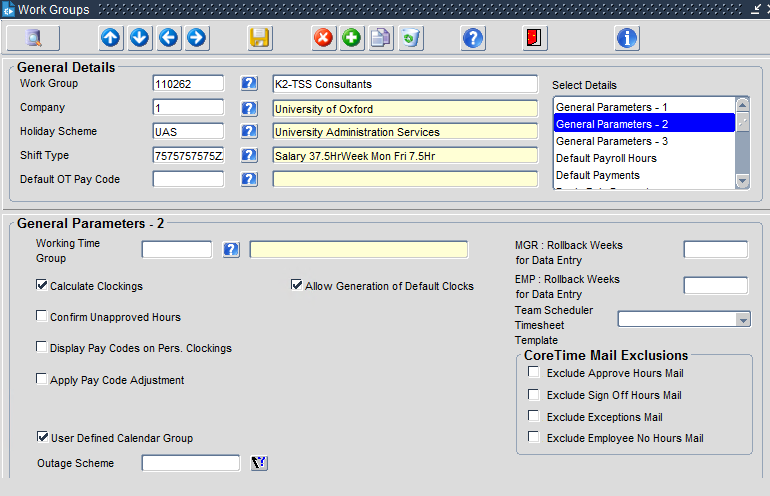 Work Groups
General Details
Work Group 110262 K2-TSS Consultants
Company 1 University of Oxford
Holiday Scheme UAS University Administration Services
Shift Type 7575757575Z Salary 37.5HrWeek Mon Fri 7.5Hr
Default OT Pay Code
Select Details
General Parameters - 1
General Parameters - 2
General Parameters - 3
Default Payroll Hours
Default Payments
General Parameters - 2
Working Time
Group
Calculate Clockings
Allow Generation of Default Clocks
Confirm Unapproved Hours
Display Pay Codes on Pers. Clockings
Apply Pay Code Adjustment
User Defined Calendar Group
Outage Scheme
MGR : Rollback Weeks
for Data Entry
EMP : Rollback Weeks
for Data Entry
Team Scheduler
Timesheet
Template
CoreTime Mail Exclusions
Exclude Approve Hours Mail
Exclude Sign Off Hours Mail
Exclude Exceptions Mail
Exclude Employee No Hours Mail